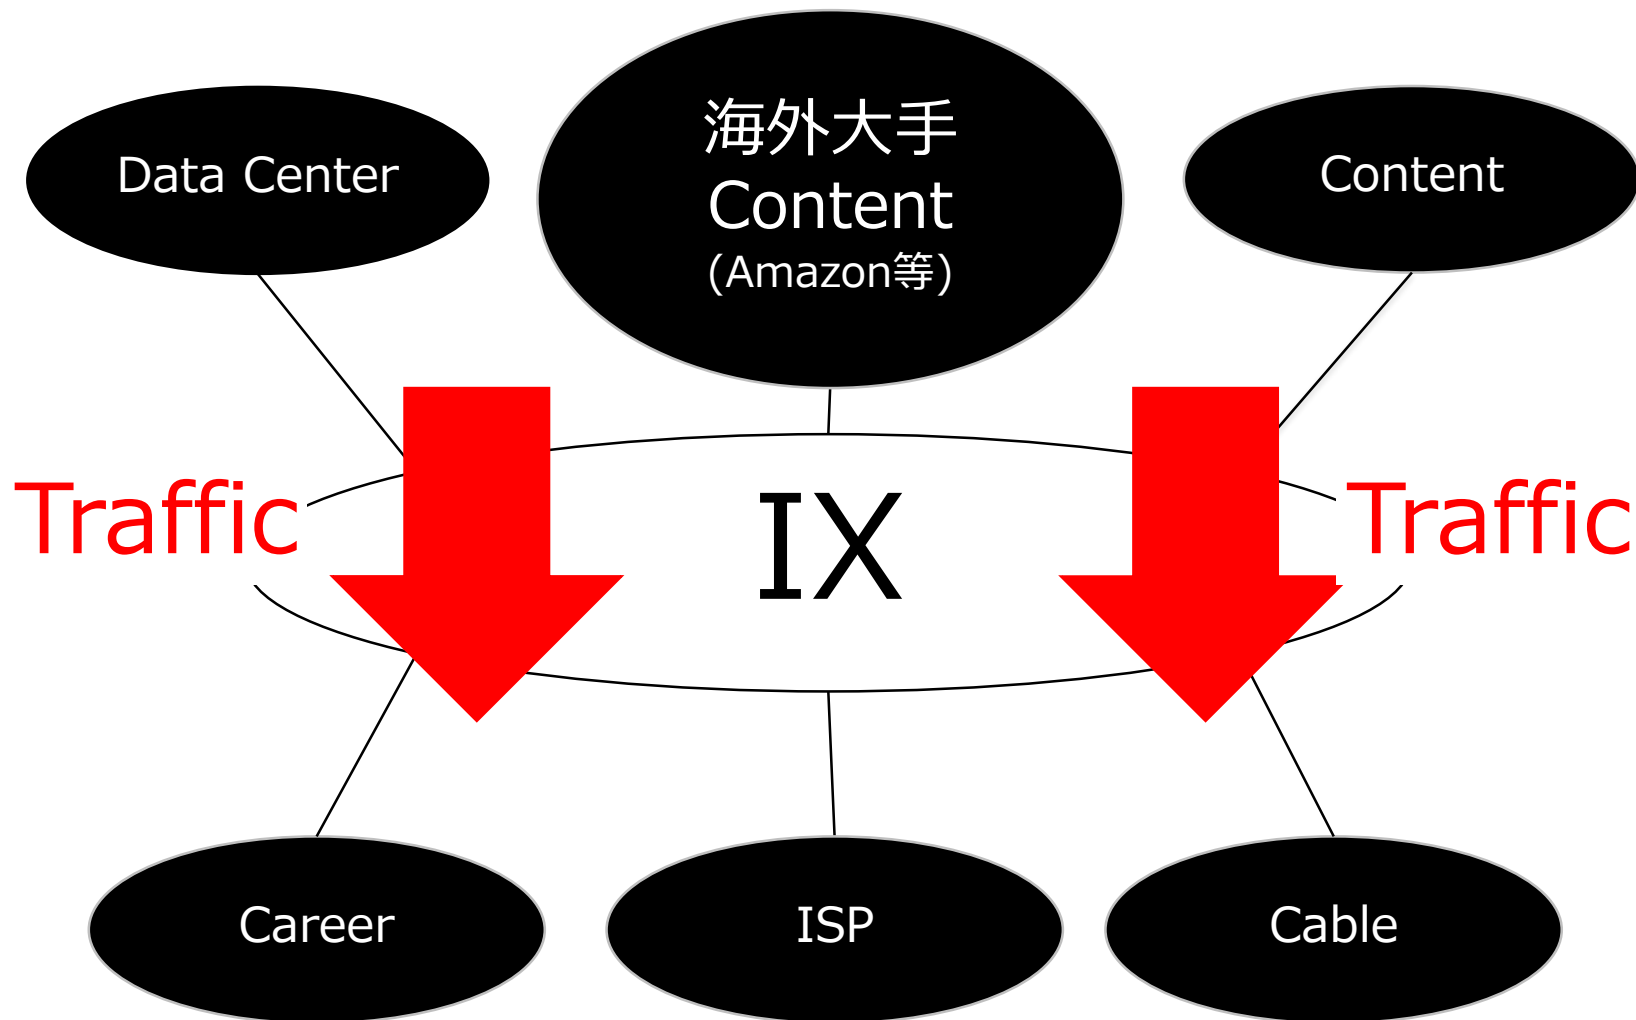 Data Center
海外大手
Content
(Amazon等)
Content
Traffic
IX
Traffic
Career
ISP
Cable